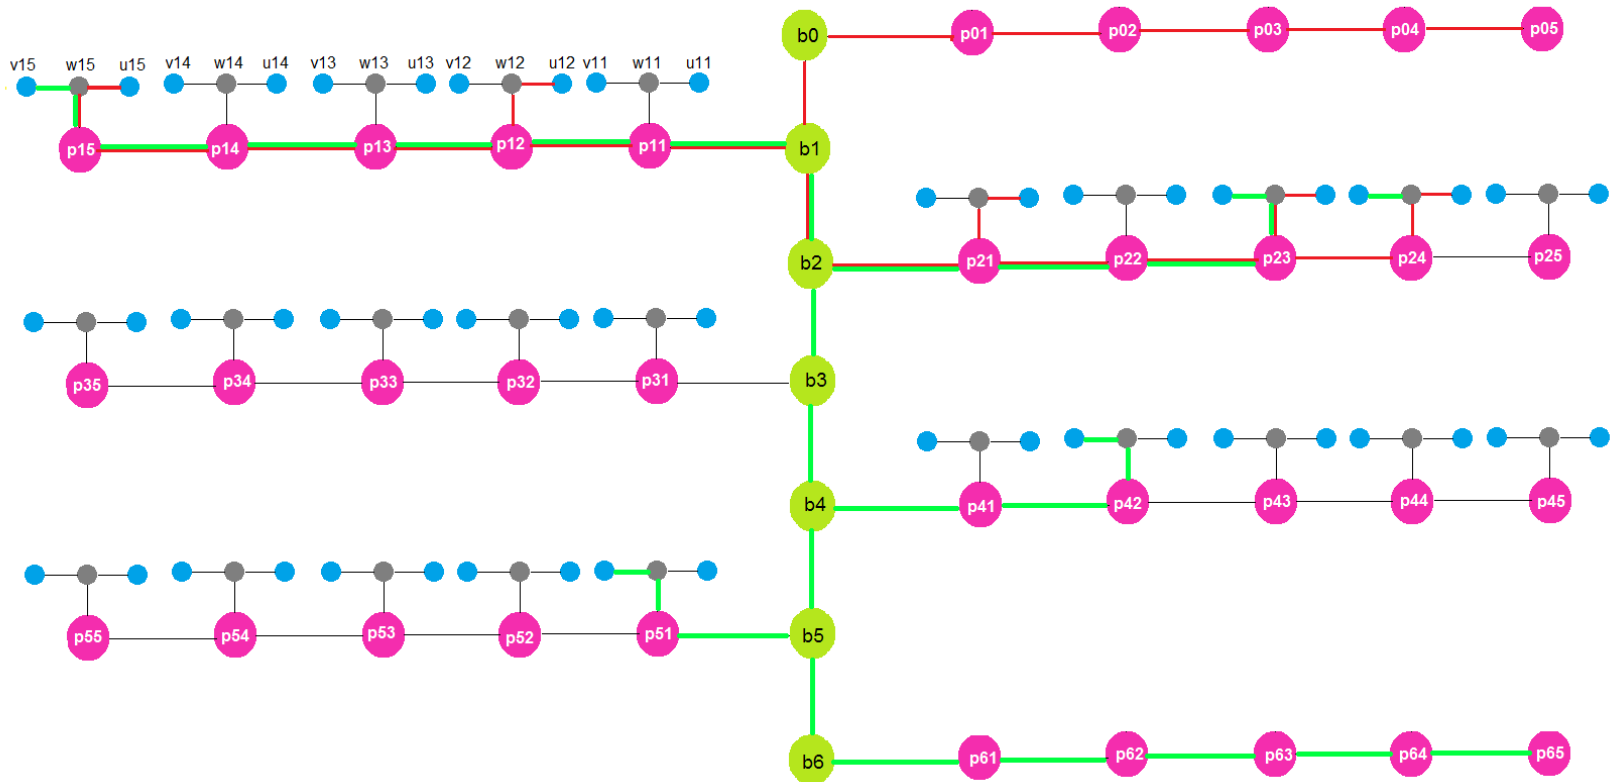 b0 p01 p02 p03 p04 p05
v15 w15 u15 v14 w14 u14 v13 w13 u13 v12 w12 u12 v11 w11 u11
p15 p14 p13 p12 p11 b1
b2 p21 p22 p23 p24 p25
p35 p34 p33 p32 p31 b3
b4 p41 p42 p43 p44 p45
p55 p54 p53 p52 p51 b5
b6 p61 p62 p63 p64 p65